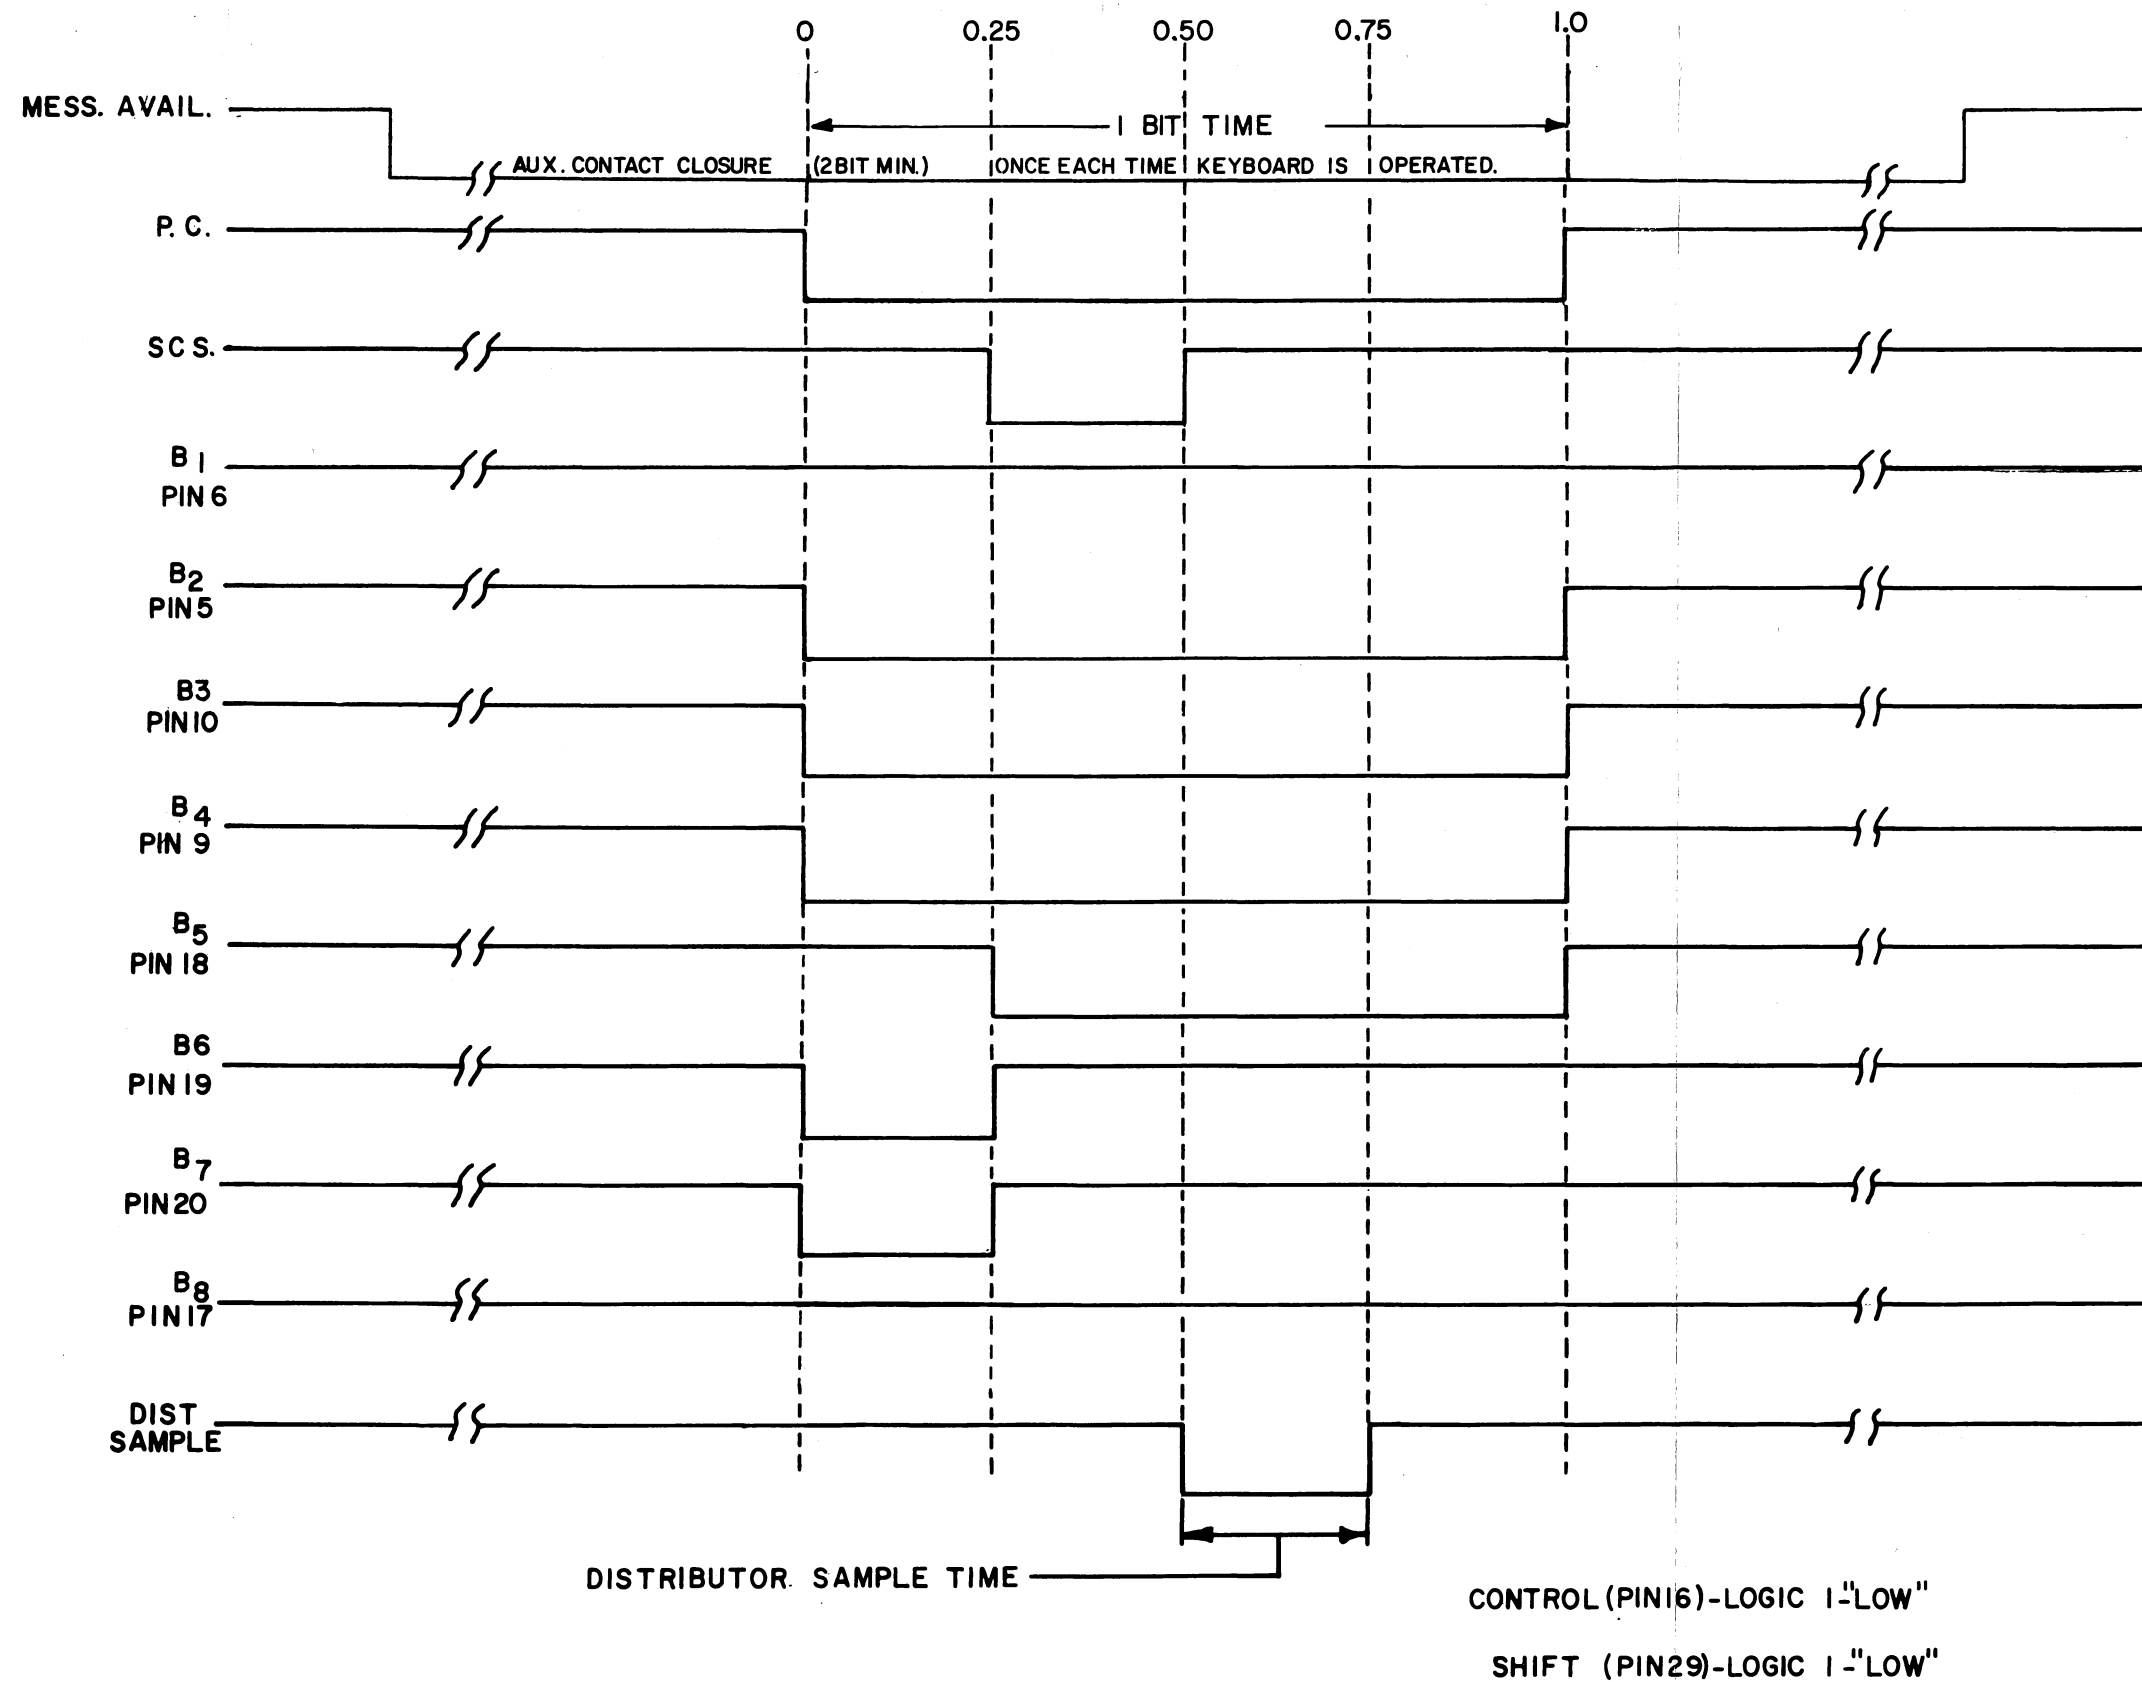 0 0.25 0.50 0.75 1.0
MESS. AVAIL.
1 BIT TIME
AUX. CONTACT CLOSURE (2BIT MIN.) ONCE EACH TIME KEYBOARD IS OPERATED.
P.C.
SCS.
B1
PIN 6
B2
PIN 5
B3
PIN 10
B4
PIN 9
B5
PIN 18
B6
PIN 19
B7
PIN 20
B8
PIN 17
DIST
SAMPLE
DISTRIBUTOR SAMPLE TIME
CONTROL (PIN 16)-LOGIC 1-"LOW"
SHIFT (PIN 29)-LOGIC 1-"LOW"